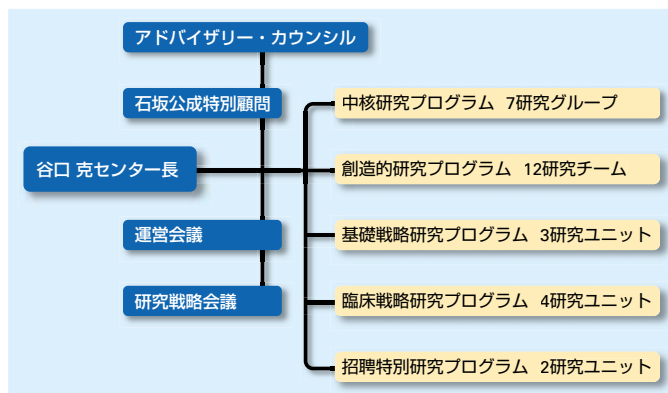 アドバイザリー・カウンシル
石坂公成特別顧問
谷口 克センター長
運営会議
研究戦略会議
中核研究プログラム 7研究グループ
創造的研究プログラム 12研究チーム
基礎戦略研究プログラム 3研究ユニット
臨床戦略研究プログラム 4研究ユニット
招聘特別研究プログラム 2研究ユニット